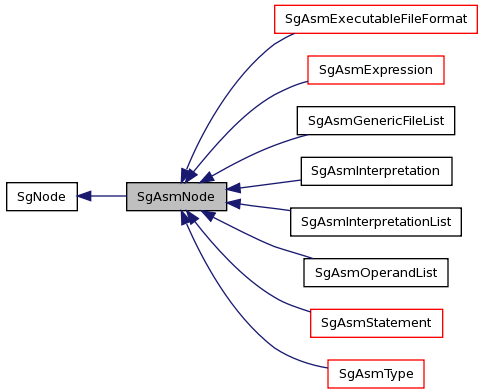 SgAsmExecutableFileFormat
SgAsmExpression
SgAsmGenericFileList
SgAsmInterpretation
SgNode
SgAsmNode
SgAsmInterpretationList
SgAsmOperandList
SgAsmStatement
SgAsmType